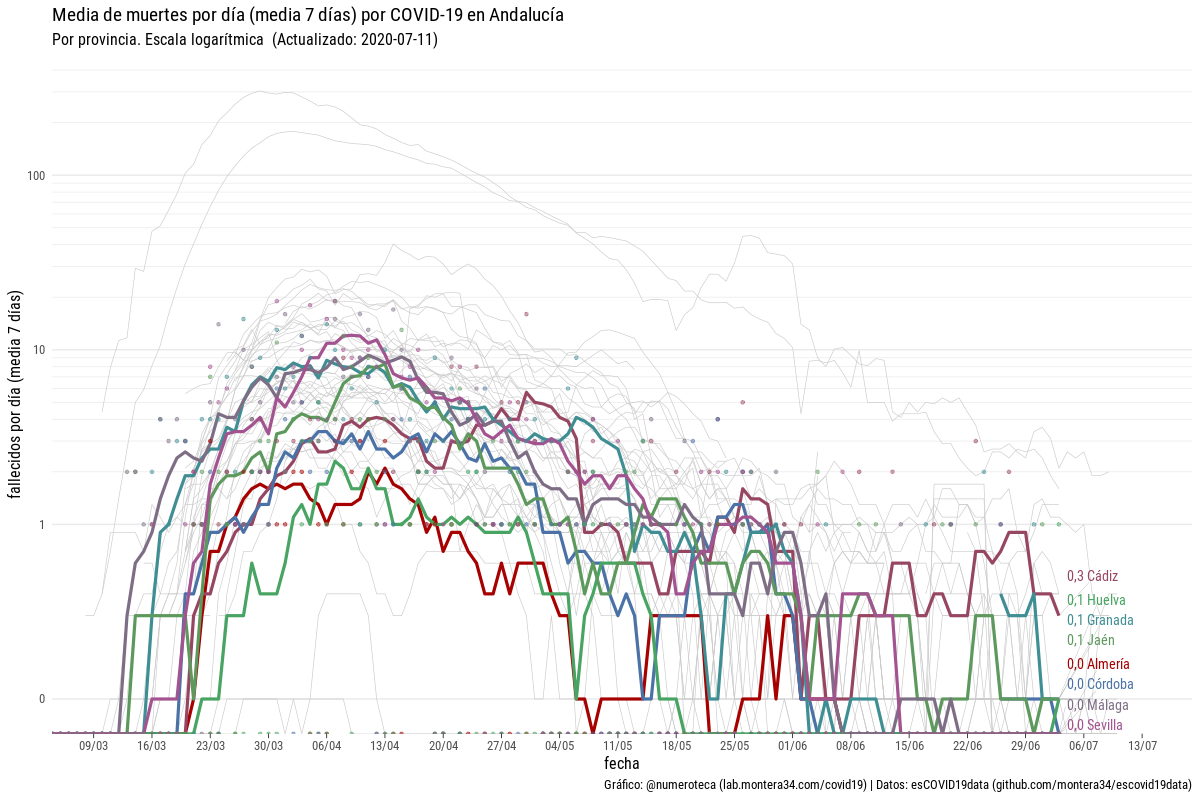 Media de muertes por día (media 7 días) por COVID-19 en Andalucía
Por provincia. Escala logarítmica  (Actualizado: 2020-07-11)
fallecidos por día (media 7 días)
100
10
1
0
0,3 Cádiz
0,1 Huelva
0,1 Granada
0,1 Jaén
0,0 Almería
0,0 Córdoba
0,0 Málaga
0,0 Sevilla
09/03 16/03 23/03 30/03 06/04 13/04 20/04 27/04 04/05 11/05 18/05 25/05 01/06 08/06 15/06 22/06 29/06 06/07 13/07
fecha
Gráfico: @numeroteca (lab.montera34.com/covid19) | Datos: esCOVID19data (github.com/montera34/escovid19data)